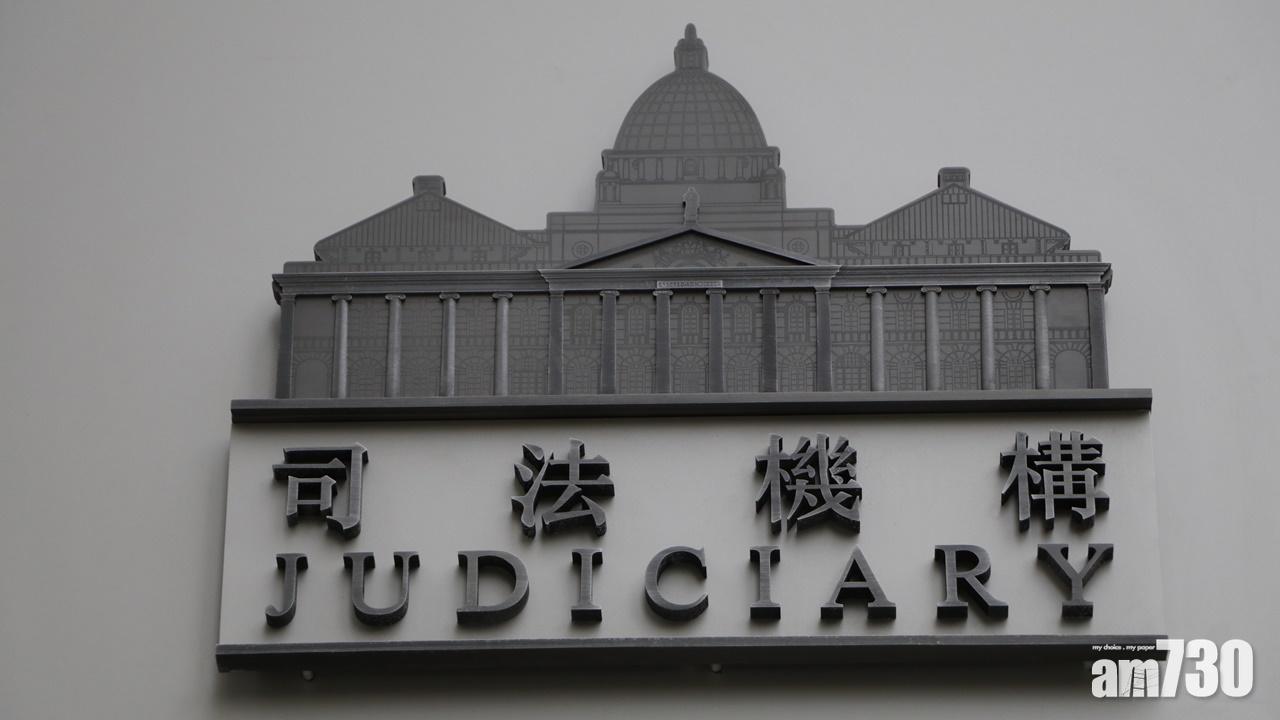 司法機構
JUDICIARY
my choice . my paper
am730